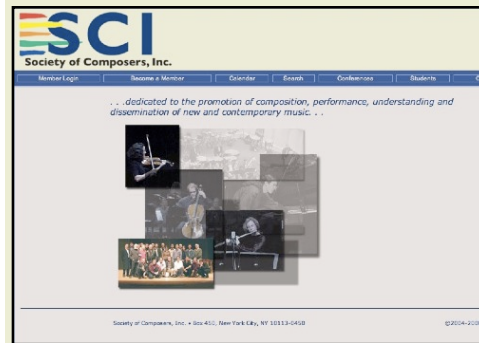 SCI
Society of Composers, Inc.
Member Login Become a Member Calendar Search Conferences Students
. . .dedicated to the promotion of composition, performance, understanding and
dissemination of new and contemporary music. . .
Society of Composers, Inc. • Box 450, New York City, NY 10113-0450